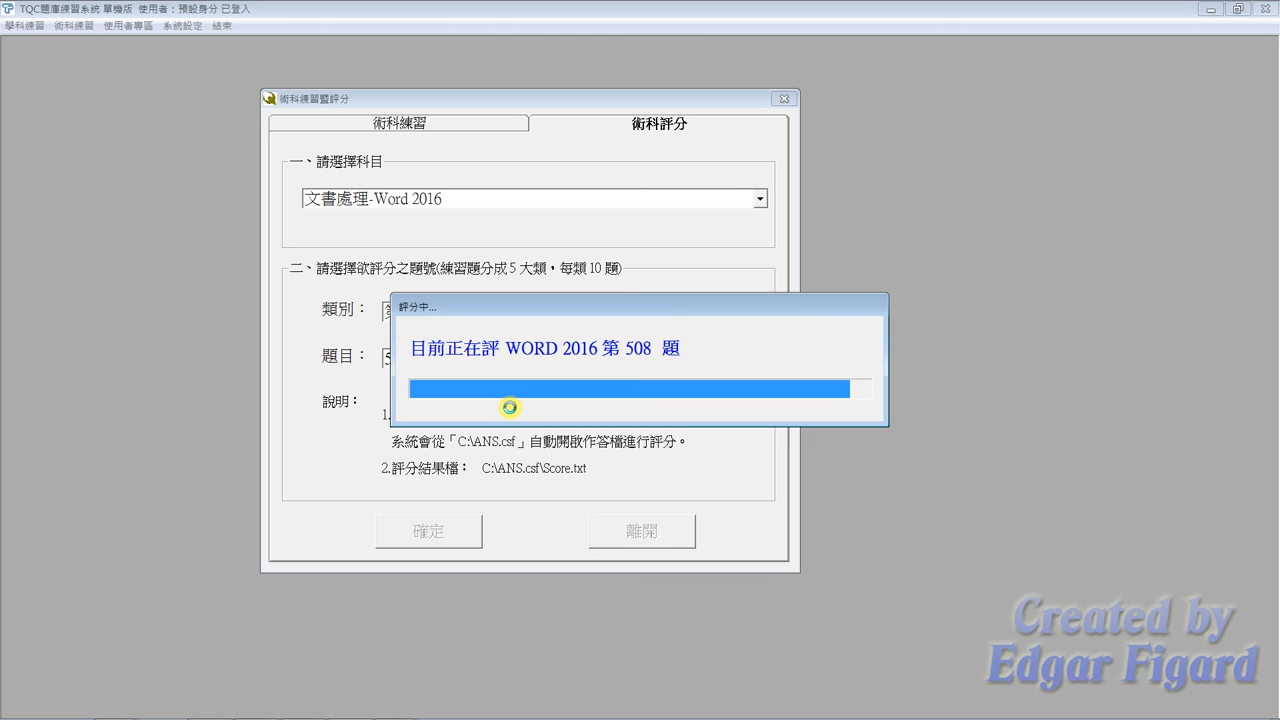 TQC題庫練習系統 單機版 使用者：預設身分 已登入
學科練習 術科練習 使用者專區 系統設定 結束
術科練習暨評分
術科練習 術科評分
一、請選擇科目
文書處理-Word 2016
二、請選擇欲評分之題號(練習題分成 5 大類，每類 10 題)
類別：
評分中...
目前正在評 WORD 2016 第 508 題
題目： 5
說明：
1.
系統會從「C:\ANS.csf」自動開啟作答檔進行評分。
2.評分結果檔： C:\ANS.csf\Score.txt
確定 離開
Created by
Edgar Figard